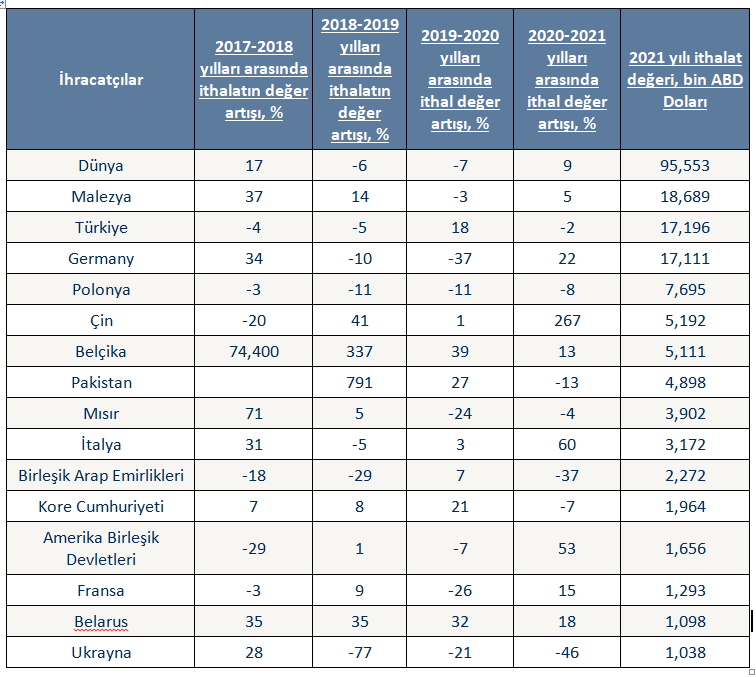 İhracatçılar
2017-2018
yılları arasında
ithalatın değer
artışı, %
2018-2019
yılları
arasında
ithalatın
değer
artışı, %
2019-2020
yılları
arasında
ithal değer
artışı, %
2020-2021
yılları
arasında
ithal değer
artışı, %
2021 yılı ithalat
değeri, bin ABD
Doları
Dünya 17 -6 -7 9 95,553
Malezya 37 14 -3 5 18,689
Türkiye -4 -5 18 -2 17,196
Germany 34 -10 -37 22 17,111
Polonya -3 -11 -11 -8 7,695
Çin -20 41 1 267 5,192
Belçika 74,400 337 39 13 5,111
Pakistan 791 27 -13 4,898
Mısır 71 5 -24 -4 3,902
İtalya 31 -5 3 60 3,172
Birleşik Arap Emirlikleri -18 -29 7 -37 2,272
Kore Cumhuriyeti 7 8 21 -7 1,964
Amerika Birleşik
Devletleri -29 1 -7 53 1,656
Fransa -3 9 -26 15 1,293
Belarus 35 35 32 18 1,098
Ukrayna 28 -77 -21 -46 1,038